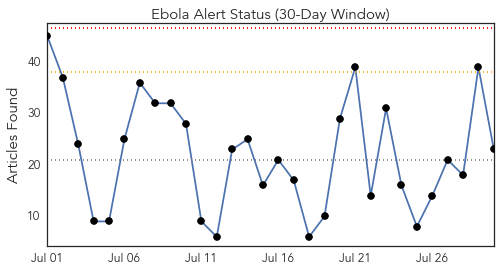 Ebola Alert Status (30-Day Window)
Articles Found
40
30
20
10
Jul 01
Jul 06
Jul 11
Jul 16
Jul 21
Jul 26